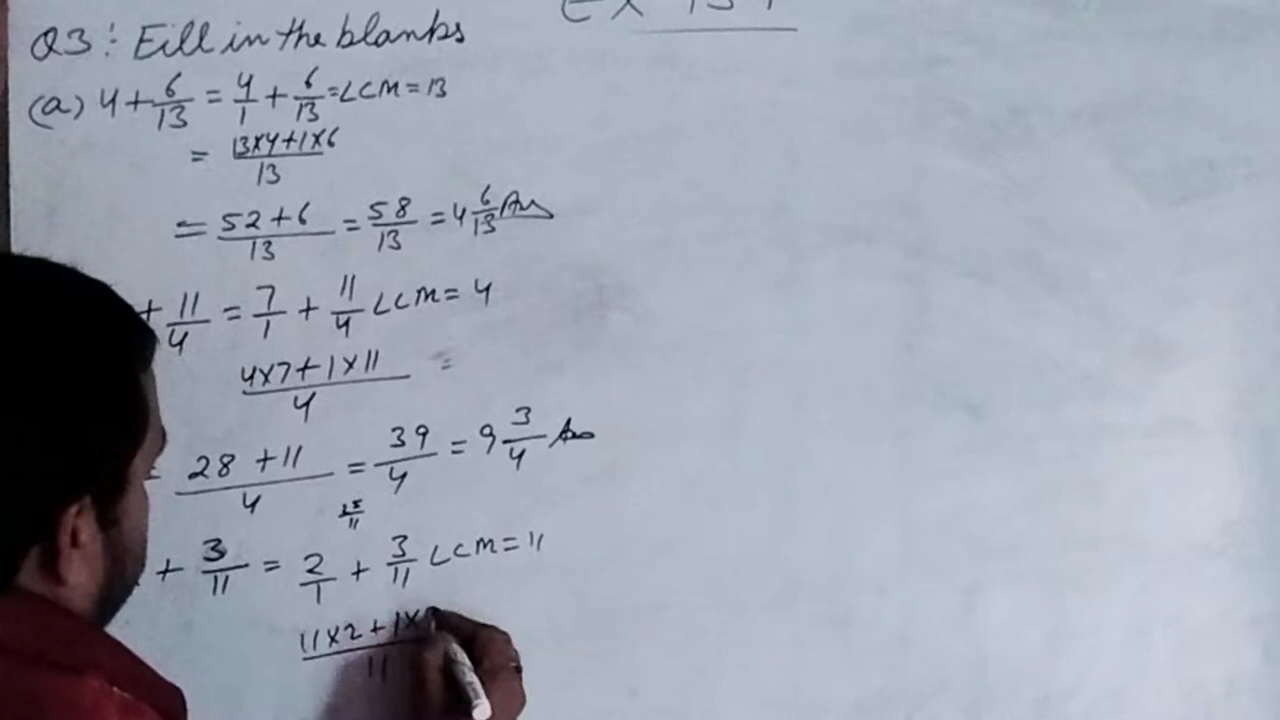 Ex 134
Q3: Fill in the blanks
(a) 4 + 6/13 = 4/1 + 6/13 = LCM = 13
= 13×4+1×6/13
= 52+6/13 = 58/13 = 4 6/13 Ans
+ 11/4 = 7/1 + 11/4 LCM = 4
4×7+1×11/4 =
28+11/4 = 39/4 = 9 3/4 Ans
+ 3/11 = 2/1 + 3/11 LCM = 11
11×2+1×/11